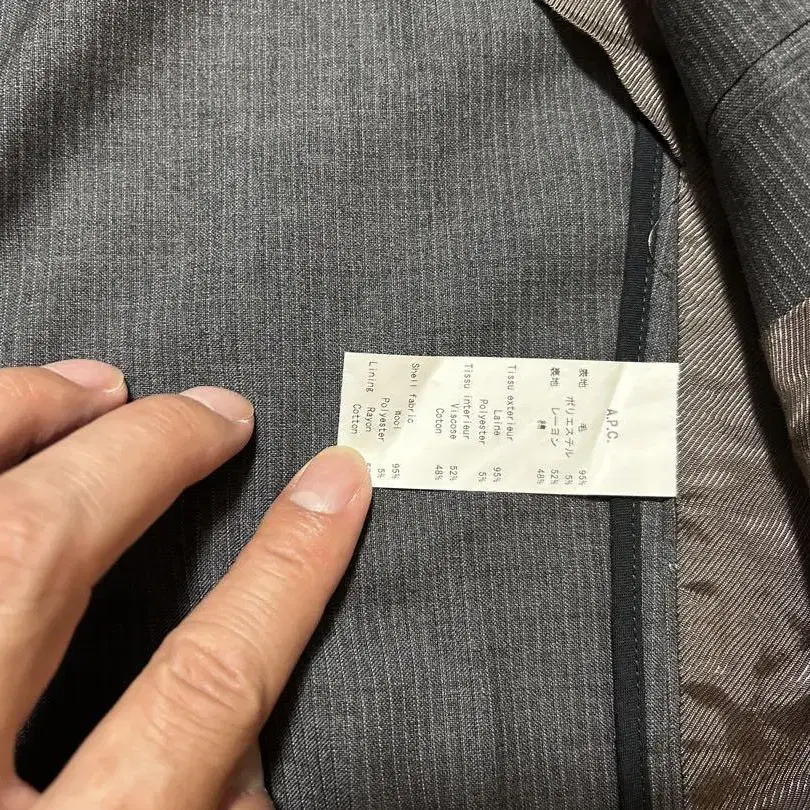 A.P.C.
表地 毛 95%
ポリエステル 5%
裏地 レーヨン 52%
綿 48%
Tissu exterieur
Laine 95%
Polyester 5%
Tissu interieur
Viscose 52%
Coton 48%
Shell fabric
Wool 95%
Polyester 5%
Lining Rayon
Cotton